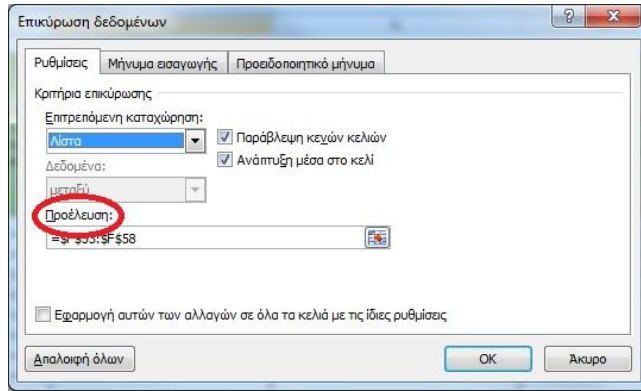 Επικύρωση δεδομένων
Ρυθμίσεις Μήνυμα εισαγωγής Προειδοποιητικό μήνυμα
Κριτήρια επικύρωσης
Επιτρεπόμενη καταχώρηση:
Λίστα Παράβλεψη κενών κελιών
Δεδομένα: Ανάπτυξη μέσα στο κελί
μεταξύ
Προέλευση:
=$F$53:$F$58
Εφαρμογή αυτών των αλλαγών σε όλα τα κελιά με τις ίδιες ρυθμίσεις
Απαλοιφή όλων OK Άκυρο